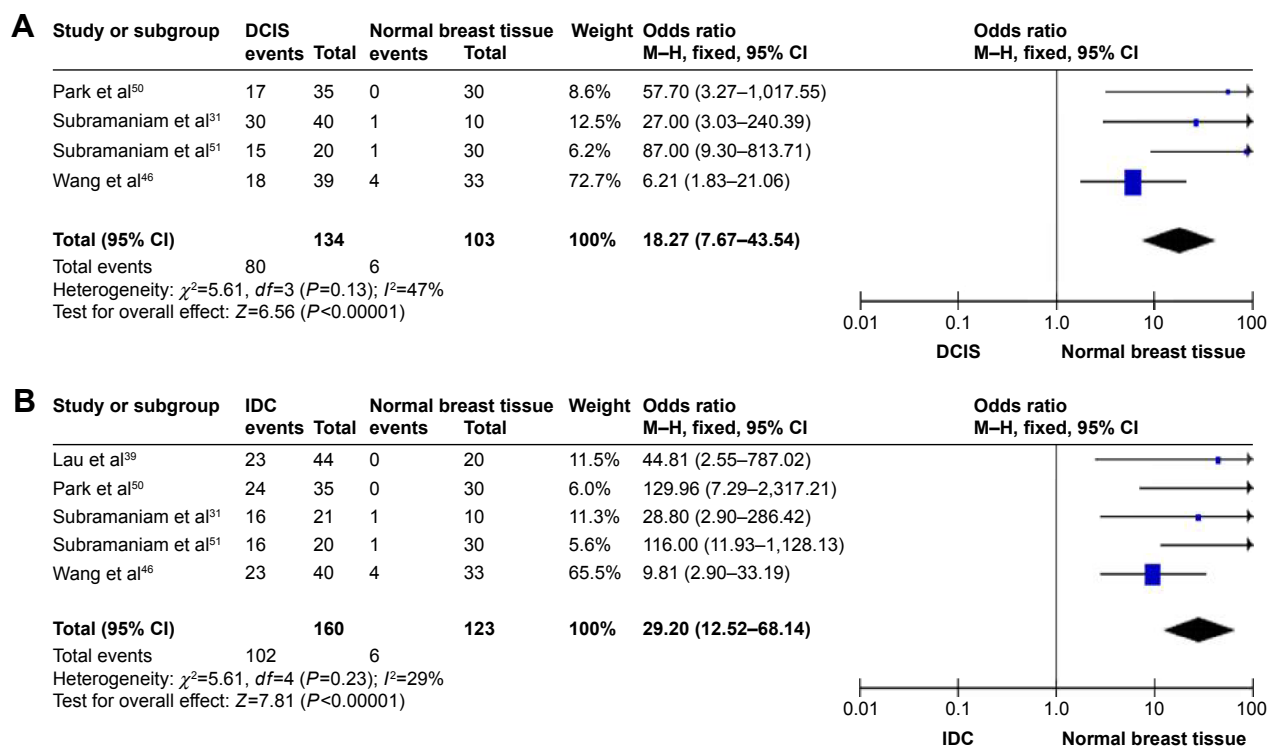 A
Study or subgroup DCIS Normal breast tissue Weight Odds ratio Odds ratio
events Total events Total M–H, fixed, 95% CI M–H, fixed, 95% CI
Park et al50 17 35 0 30 8.6% 57.70 (3.27–1,017.55)
Subramaniam et al31 30 40 1 10 12.5% 27.00 (3.03–240.39)
Subramaniam et al51 15 20 1 30 6.2% 87.00 (9.30–813.71)
Wang et al46 18 39 4 33 72.7% 6.21 (1.83–21.06)
Total (95% CI) 134 103 100% 18.27 (7.67–43.54)
Total events 80 6
Heterogeneity: χ2=5.61, df=3 (P=0.13); I2=47%
Test for overall effect: Z=6.56 (P<0.00001)
0.01 0.1 1.0 10 100
DCIS Normal breast tissue
B
Study or subgroup IDC Normal breast tissue Weight Odds ratio Odds ratio
events Total events Total M–H, fixed, 95% CI M–H, fixed, 95% CI
Lau et al39 23 44 0 20 11.5% 44.81 (2.55–787.02)
Park et al50 24 35 0 30 6.0% 129.96 (7.29–2,317.21)
Subramaniam et al31 16 21 1 10 11.3% 28.80 (2.90–286.42)
Subramaniam et al51 16 20 1 30 5.6% 116.00 (11.93–1,128.13)
Wang et al46 23 40 4 33 65.5% 9.81 (2.90–33.19)
Total (95% CI) 160 123 100% 29.20 (12.52–68.14)
Total events 102 6
Heterogeneity: χ2=5.61, df=4 (P=0.23); I2=29%
Test for overall effect: Z=7.81 (P<0.00001)
0.01 0.1 1.0 10 100
IDC Normal breast tissue